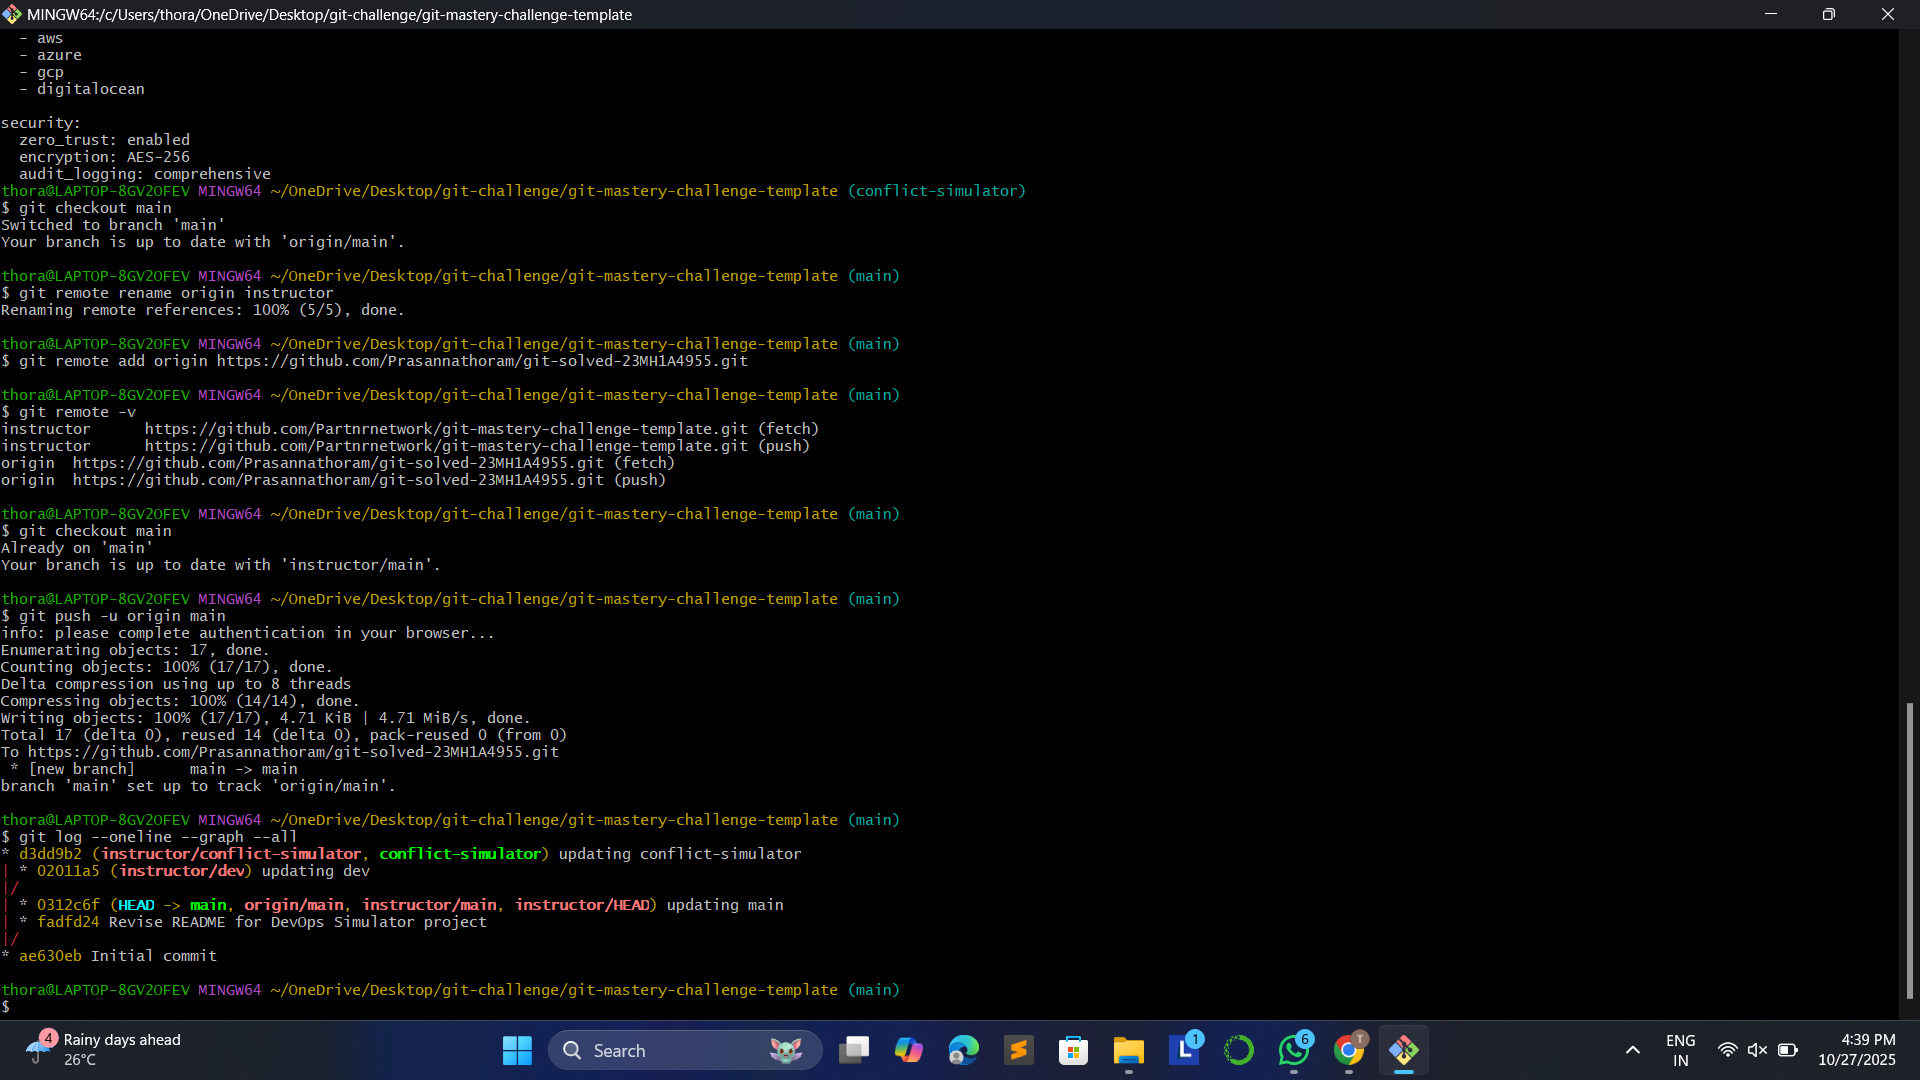 MINGW64:/c/Users/thora/OneDrive/Desktop/git-challenge/git-mastery-challenge-template
  - aws
  - azure
  - gcp
  - digitalocean

security:
  zero_trust: enabled
  encryption: AES-256
  audit_logging: comprehensive
thora@LAPTOP-8GV2OFEV MINGW64 ~/OneDrive/Desktop/git-challenge/git-mastery-challenge-template (conflict-simulator)
$ git checkout main
Switched to branch 'main'
Your branch is up to date with 'origin/main'.

thora@LAPTOP-8GV2OFEV MINGW64 ~/OneDrive/Desktop/git-challenge/git-mastery-challenge-template (main)
$ git remote rename origin instructor
Renaming remote references: 100% (5/5), done.

thora@LAPTOP-8GV2OFEV MINGW64 ~/OneDrive/Desktop/git-challenge/git-mastery-challenge-template (main)
$ git remote add origin https://github.com/Prasannathoram/git-solved-23MH1A4955.git

thora@LAPTOP-8GV2OFEV MINGW64 ~/OneDrive/Desktop/git-challenge/git-mastery-challenge-template (main)
$ git remote -v
instructor      https://github.com/Partnrnetwork/git-mastery-challenge-template.git (fetch)
instructor      https://github.com/Partnrnetwork/git-mastery-challenge-template.git (push)
origin  https://github.com/Prasannathoram/git-solved-23MH1A4955.git (fetch)
origin  https://github.com/Prasannathoram/git-solved-23MH1A4955.git (push)

thora@LAPTOP-8GV2OFEV MINGW64 ~/OneDrive/Desktop/git-challenge/git-mastery-challenge-template (main)
$ git checkout main
Already on 'main'
Your branch is up to date with 'instructor/main'.

thora@LAPTOP-8GV2OFEV MINGW64 ~/OneDrive/Desktop/git-challenge/git-mastery-challenge-template (main)
$ git push -u origin main
info: please complete authentication in your browser...
Enumerating objects: 17, done.
Counting objects: 100% (17/17), done.
Delta compression using up to 8 threads
Compressing objects: 100% (14/14), done.
Writing objects: 100% (17/17), 4.71 KiB | 4.71 MiB/s, done.
Total 17 (delta 0), reused 14 (delta 0), pack-reused 0 (from 0)
To https://github.com/Prasannathoram/git-solved-23MH1A4955.git
 * [new branch]      main -> main
branch 'main' set up to track 'origin/main'.

thora@LAPTOP-8GV2OFEV MINGW64 ~/OneDrive/Desktop/git-challenge/git-mastery-challenge-template (main)
$ git log --oneline --graph --all
* d3dd9b2 (instructor/conflict-simulator, conflict-simulator) updating conflict-simulator
| * 02011a5 (instructor/dev) updating dev
|/
| * 0312c6f (HEAD -> main, origin/main, instructor/main, instructor/HEAD) updating main
| * fadfd24 Revise README for DevOps Simulator project
|/
* ae630eb Initial commit

thora@LAPTOP-8GV2OFEV MINGW64 ~/OneDrive/Desktop/git-challenge/git-mastery-challenge-template (main)
$
4
Rainy days ahead
26°C
Search
L
1
6
T
ENG
IN
4:39 PM
10/27/2025